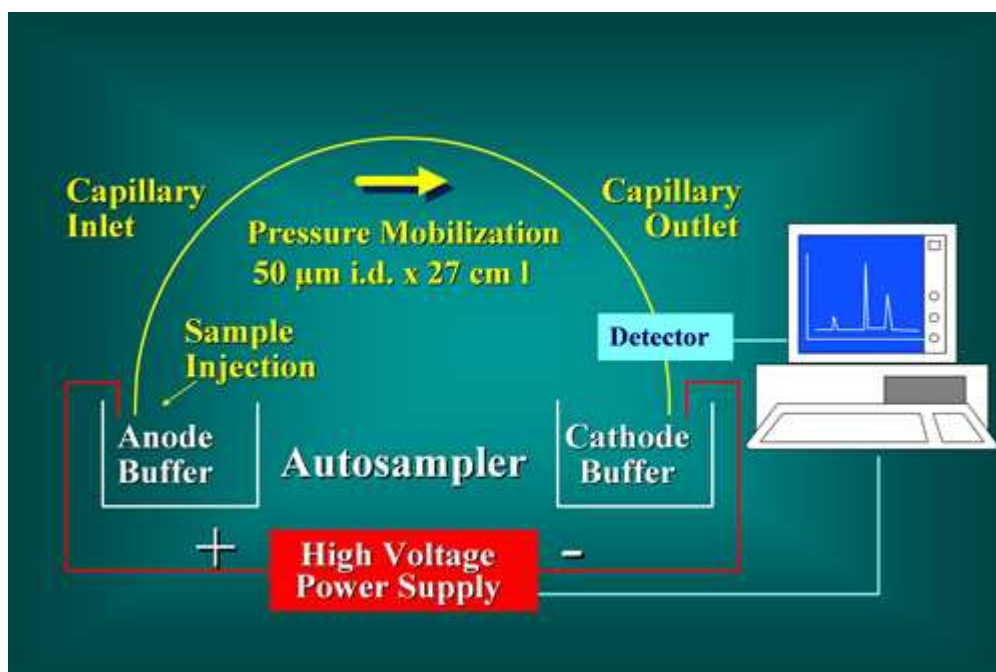 Capillary
Inlet
Capillary
Outlet
Pressure Mobilization
50 µm i.d. x 27 cm l
Sample
Injection
Detector
Anode
Buffer
Autosampler
Cathode
Buffer
+
High Voltage
Power Supply
-